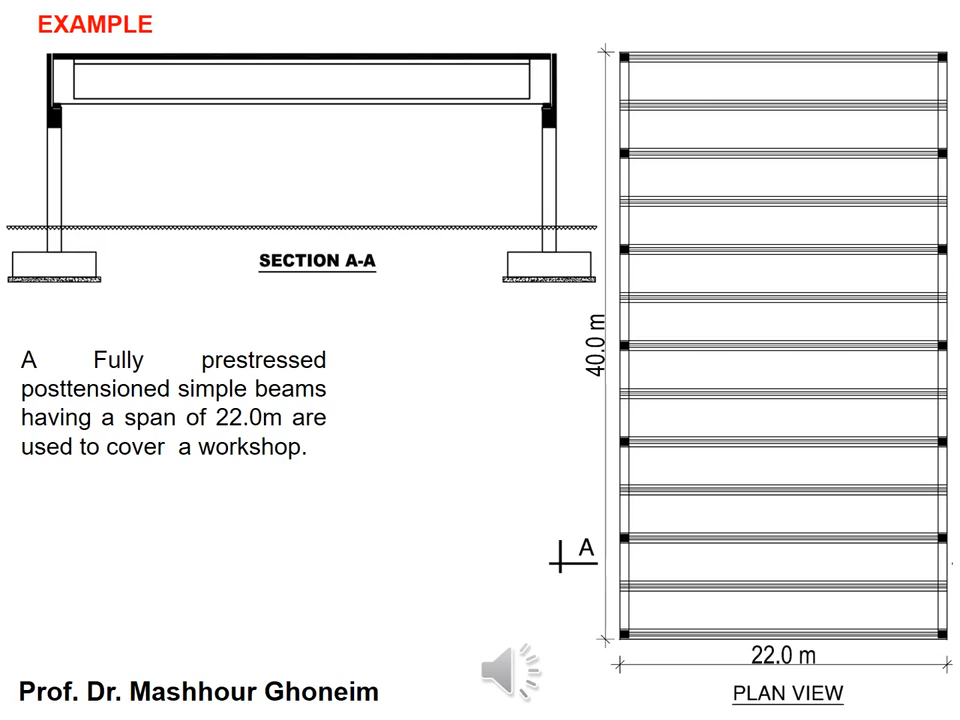 EXAMPLE
SECTION A-A
A Fully prestressed
posttensioned simple beams
having a span of 22.0m are
used to cover a workshop.
40.0 m
A
22.0 m
PLAN VIEW
Prof. Dr. Mashhour Ghoneim